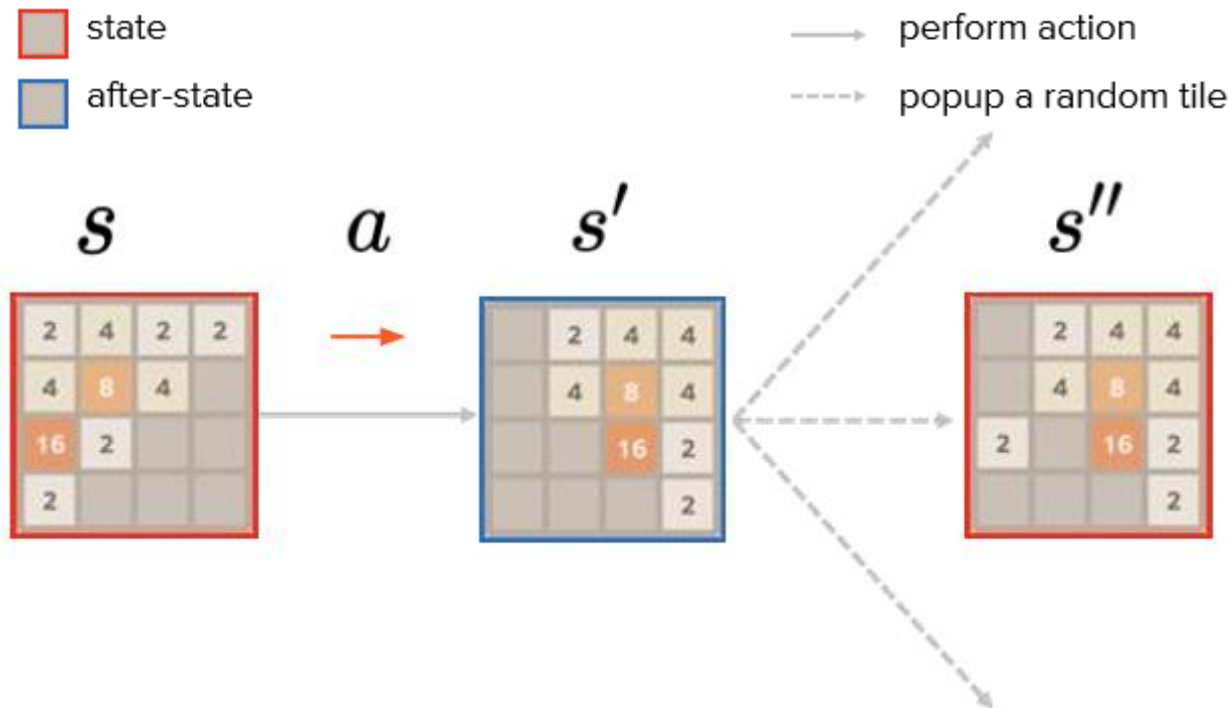 state
perform action
after-state
popup a random tile
s a s′ s″
2 4 2 2
4 8 4
16 2
2
2 4 4
4 8 4
16 2
2
2 4 4
4 8 4
2 16 2
2